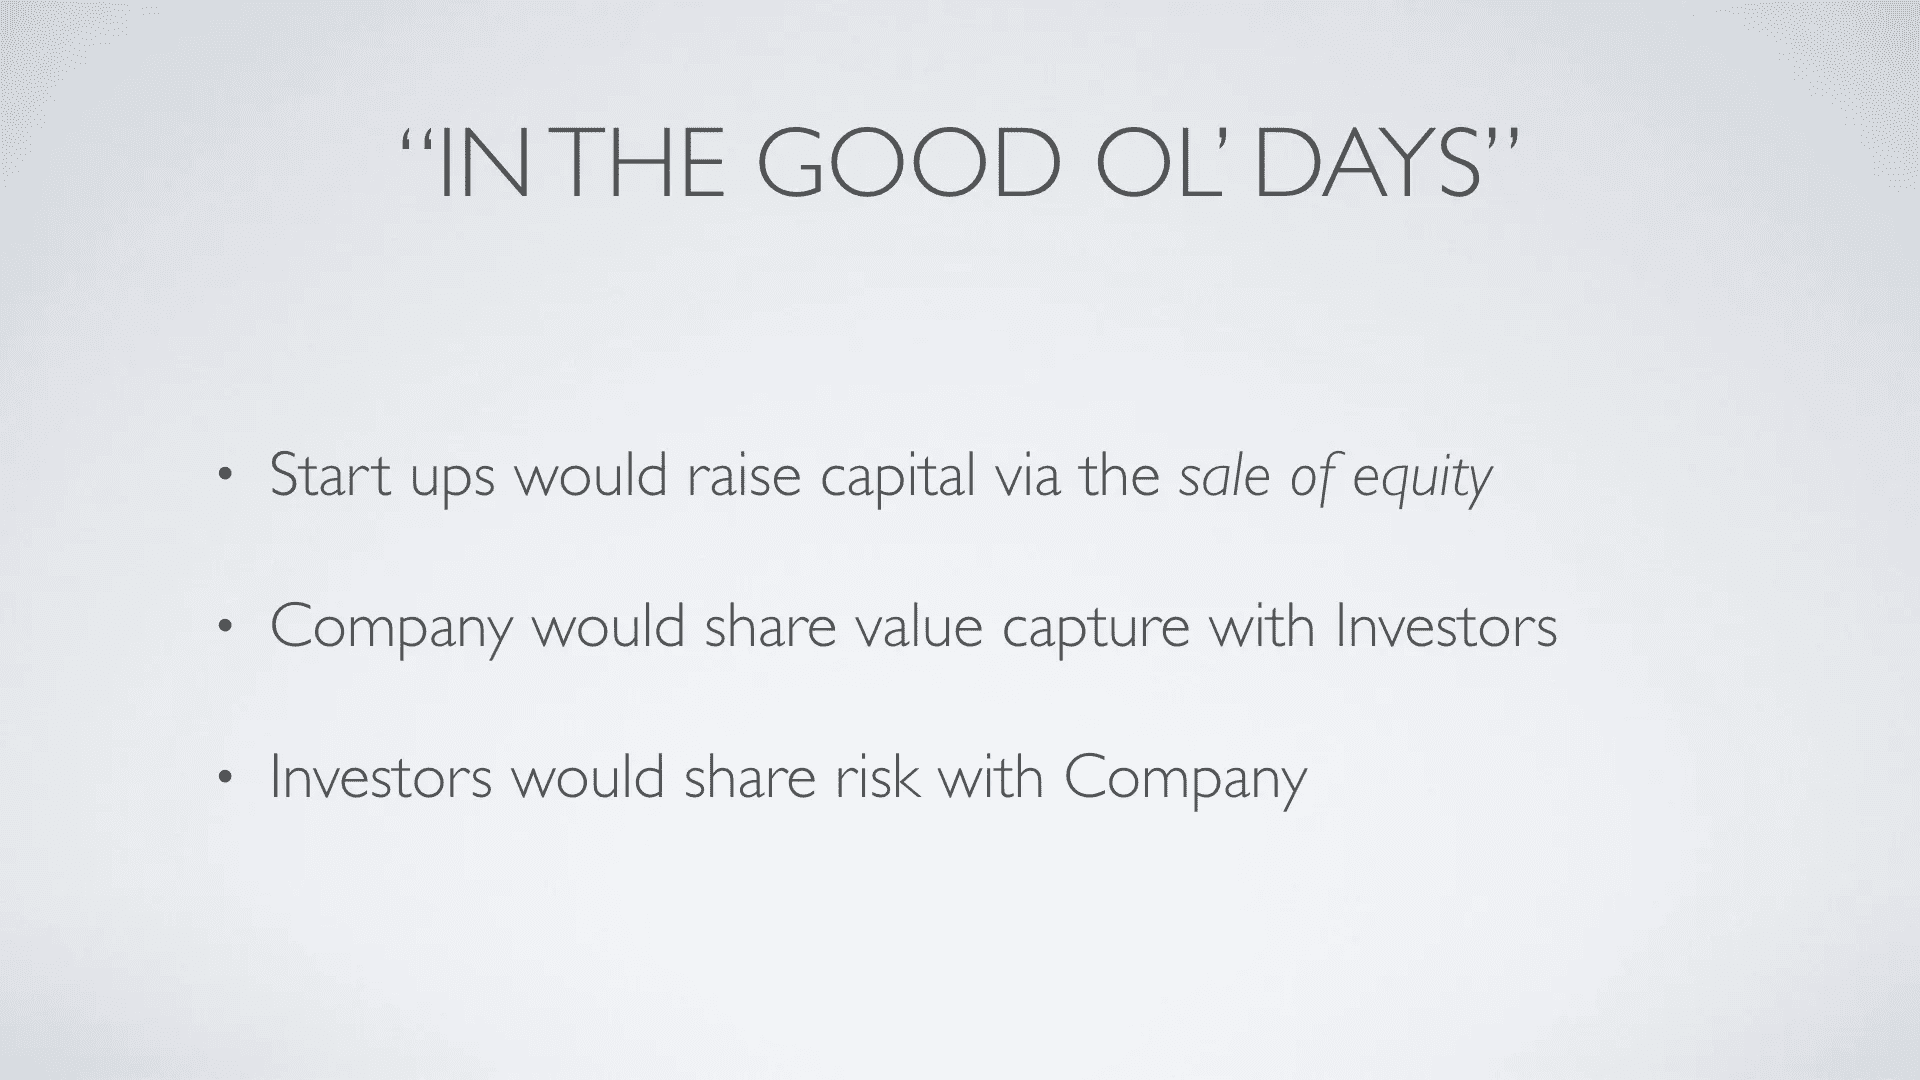 “IN THE GOOD OL’ DAYS”
• Start ups would raise capital via the sale of equity
• Company would share value capture with Investors
• Investors would share risk with Company